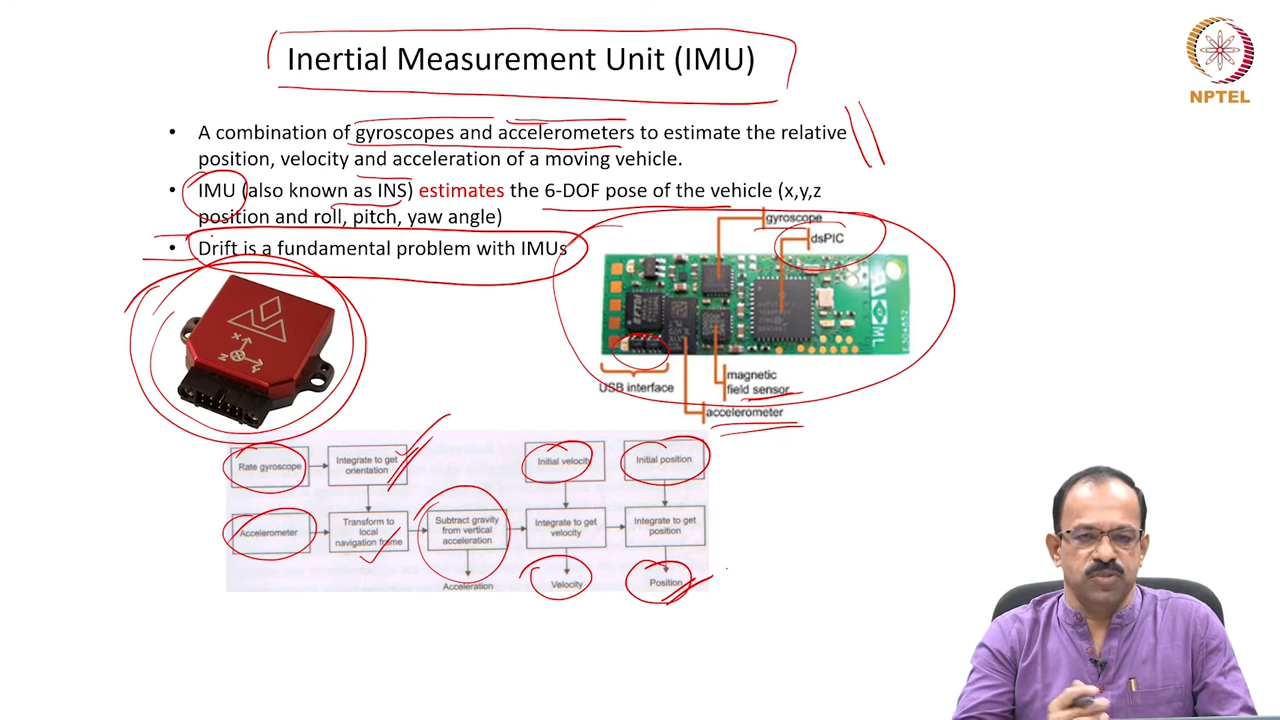 Inertial Measurement Unit (IMU)
NPTEL
• A combination of gyroscopes and accelerometers to estimate the relative
position, velocity and acceleration of a moving vehicle.
• IMU (also known as INS) estimates the 6-DOF pose of the vehicle (x,y,z
position and roll, pitch, yaw angle)
• Drift is a fundamental problem with IMUs
gyroscope
dsPIC
USB interface
magnetic
field sensor
accelerometer
X
Y
Z
Rate gyroscope
Integrate to get
orientation
Initial velocity
Initial position
Accelerometer
Transform to
local
navigation frame
Subtract gravity
from vertical
acceleration
Integrate to get
velocity
Integrate to get
position
Acceleration
Velocity
Position